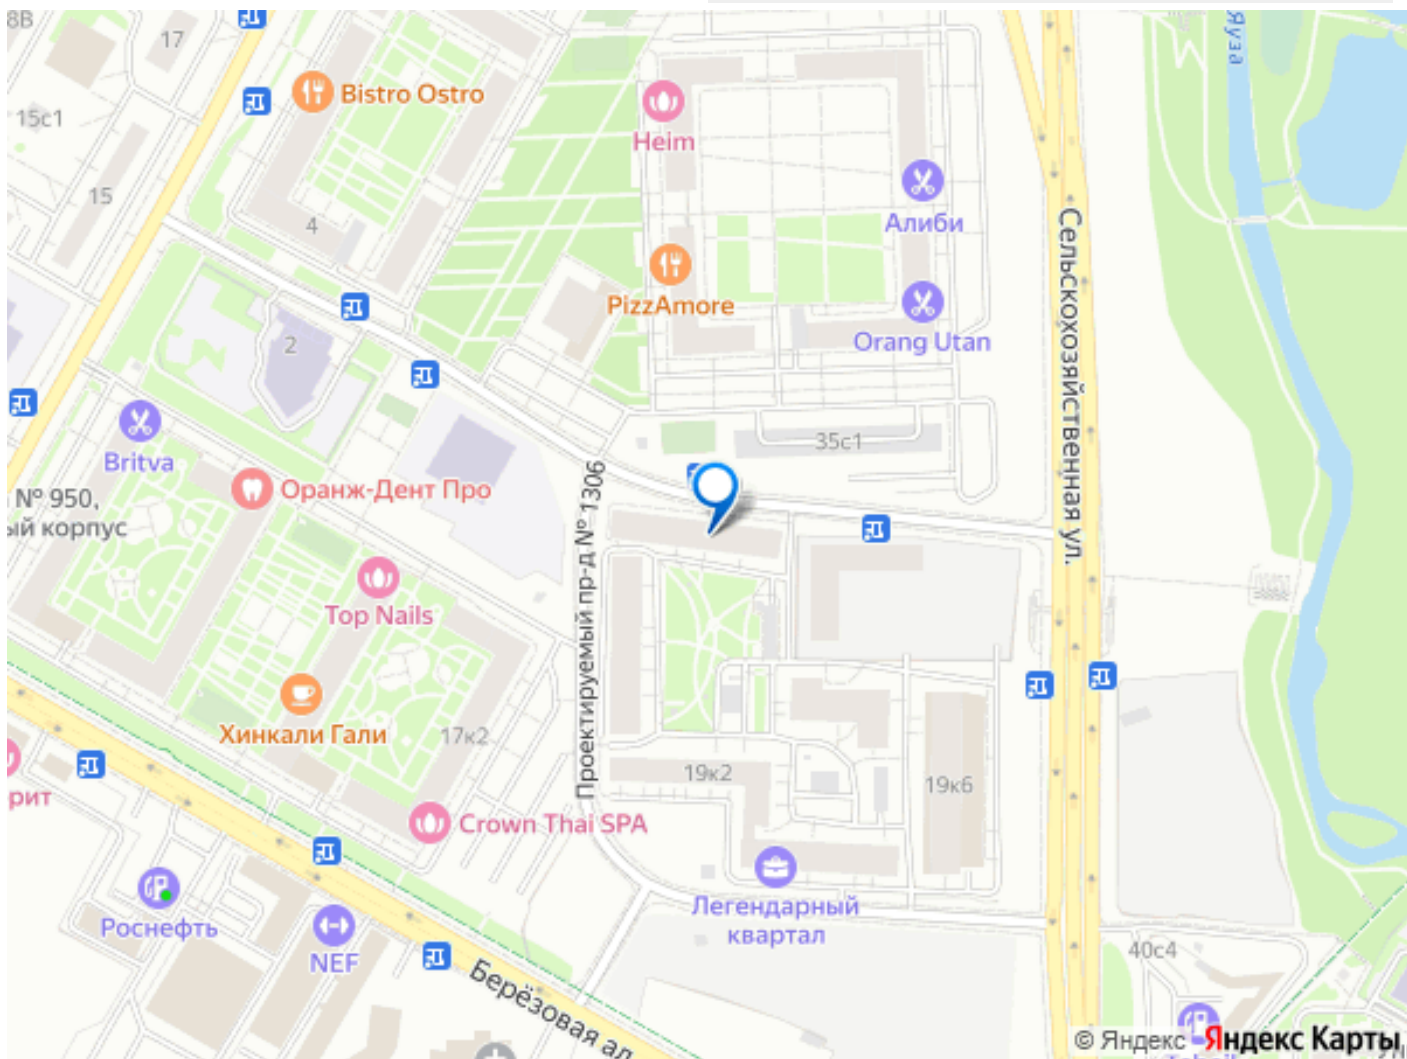 8В
17
Яуза
Bistro Ostro
15с1
Heim
15
Алиби
4
Сельскохозяйственная ул.
PizzAmore
2
Orang Utan
35с1
Britva
№ 950,
ый корпус
Оранж-Дент Про
Проектируемый пр-д № 1306
Top Nails
Хинкали Гали
17к2
19к2
19к6
рит
Crown Thai SPA
Легендарный
квартал
Роснефть
NEF
Берёзовая ал
40с4
© Яндекс Яндекс Карты